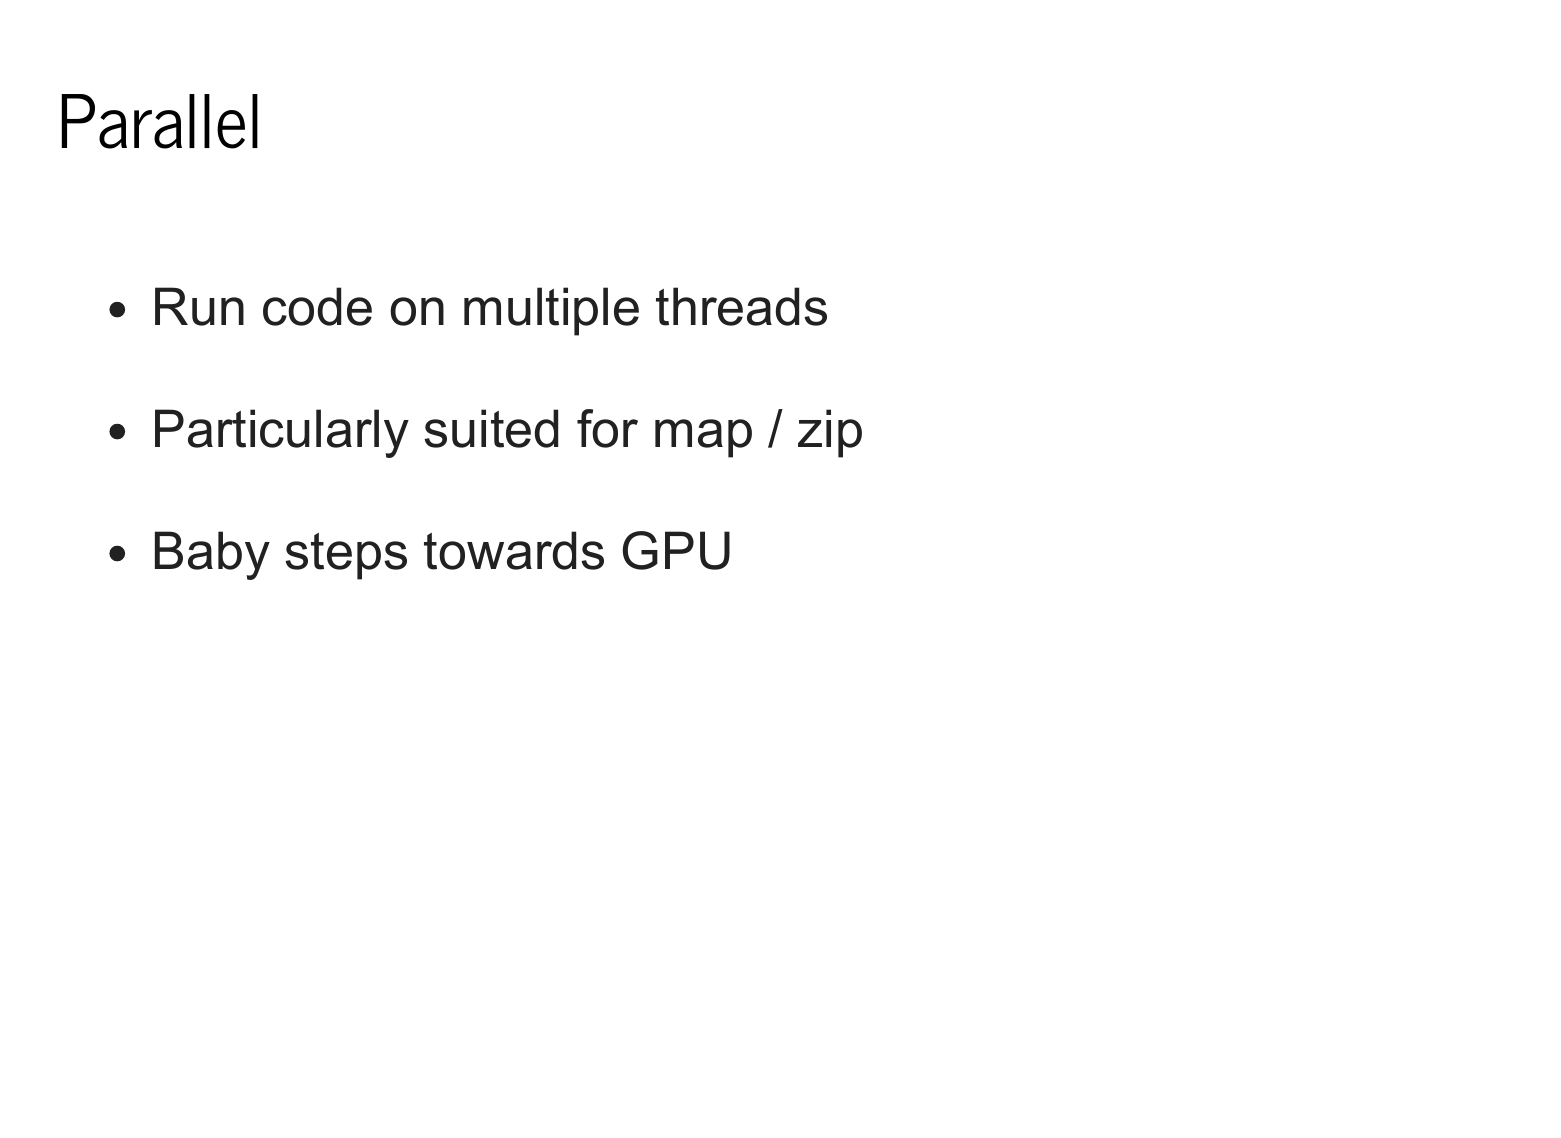 Parallel
• Run code on multiple threads
• Particularly suited for map / zip
• Baby steps towards GPU